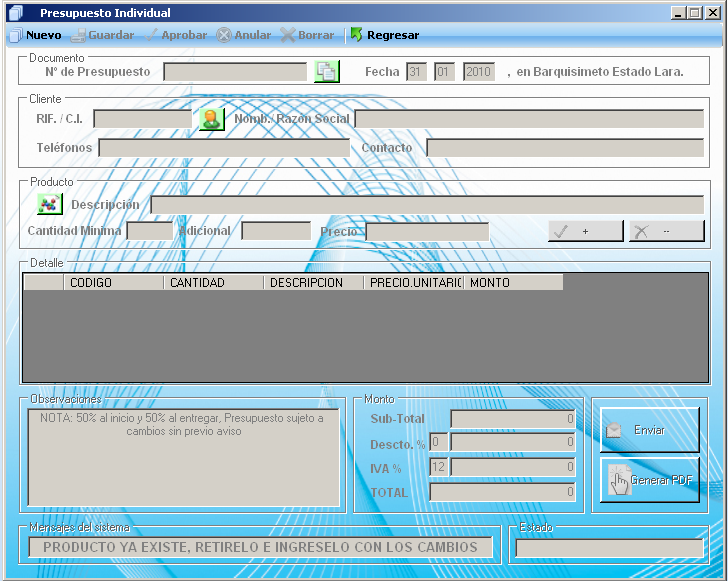 Presupuesto Individual
Nuevo Guardar Aprobar Anular Borrar Regresar
Documento
Nº de Presupuesto Fecha 31 01 2010 , en Barquisimeto Estado Lara.
Cliente
RIF. / C.I. Nomb./ Razón Social
Teléfonos Contacto
Producto
Descripción
Cantidad Minima Adicional Precio + --
Detalle
CODIGO CANTIDAD DESCRIPCION PRECIO.UNITARIO MONTO
Observaciones
NOTA: 50% al inicio y 50% al entregar, Presupuesto sujeto a
cambios sin previo aviso
Monto
Sub-Total 0
Descto. % 0 0
IVA % 12 0
TOTAL 0
Enviar
Generar PDF
Mensajes del sistema
PRODUCTO YA EXISTE, RETIRELO E INGRESELO CON LOS CAMBIOS
Estado